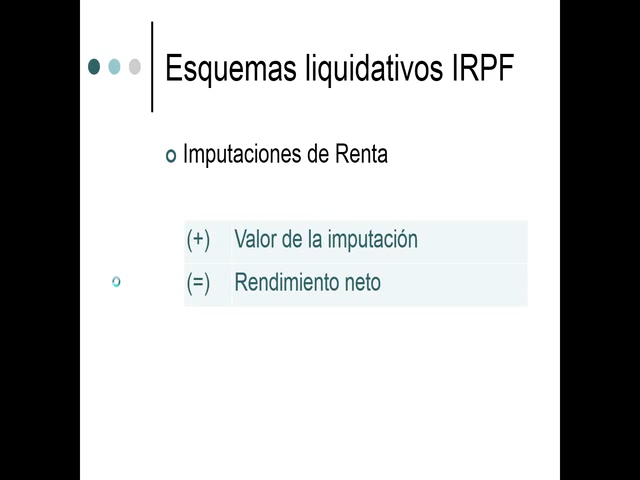 Esquemas liquidativos IRPF
Imputaciones de Renta
(+) Valor de la imputación
(=) Rendimiento neto